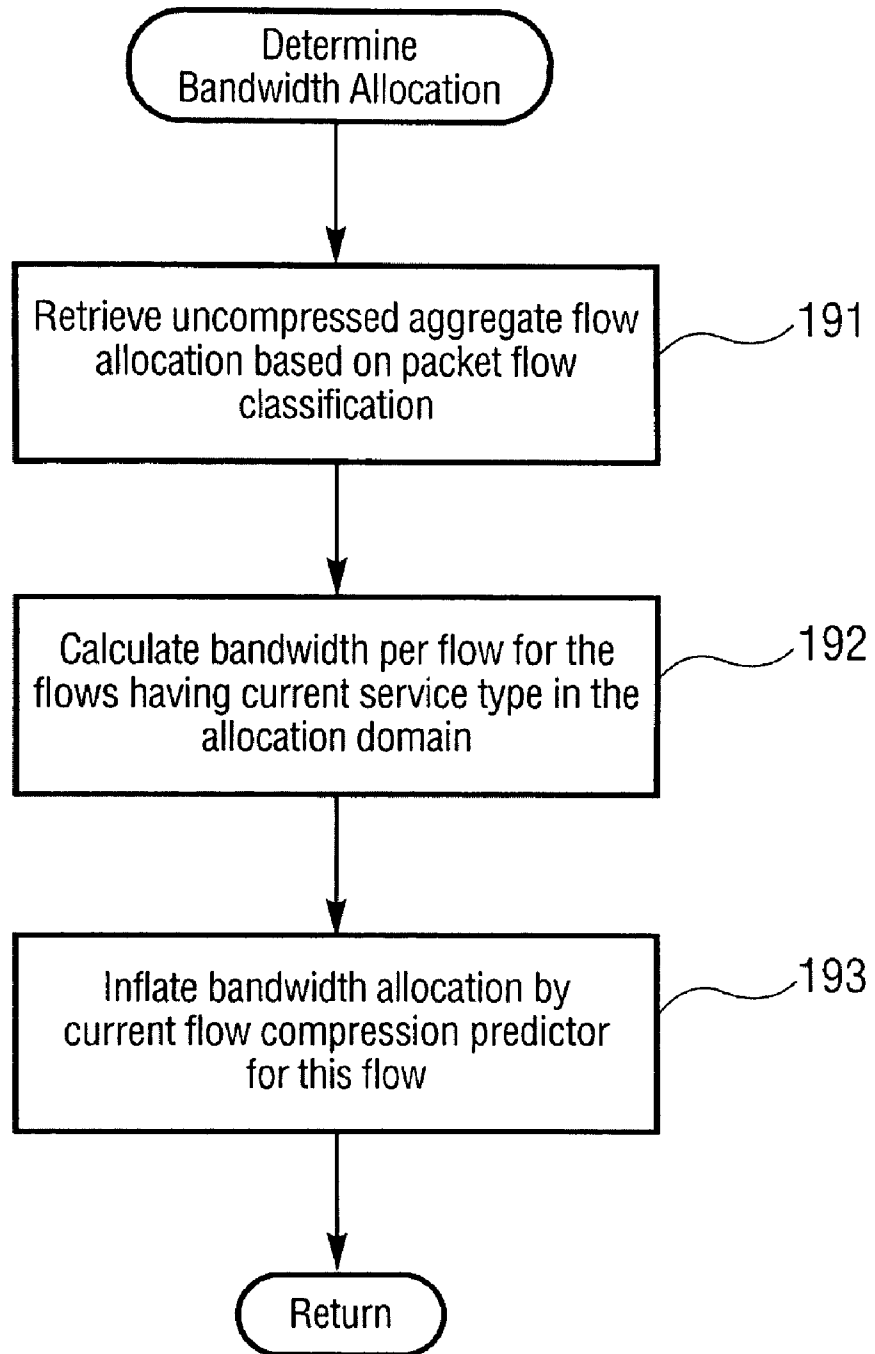 Determine
Bandwidth Allocation
Retrieve uncompressed aggregate flow
allocation based on packet flow
classification
191
Calculate bandwidth per flow for the
flows having current service type in the
allocation domain
192
Inflate bandwidth allocation by
current flow compression predictor
for this flow
193
Return